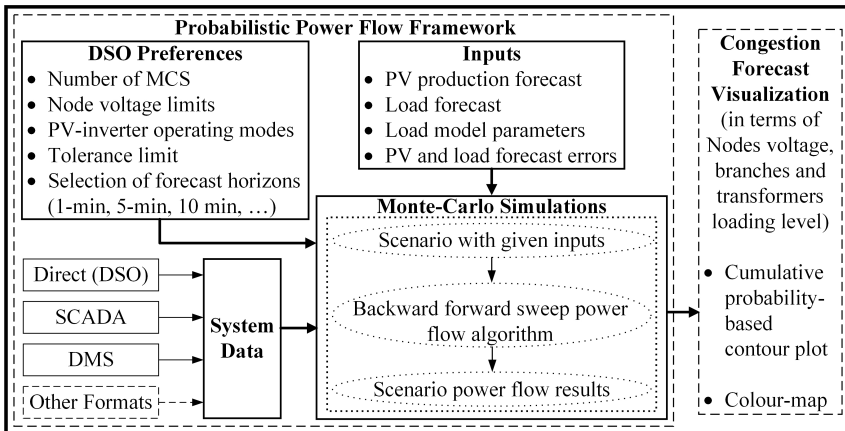 Probabilistic Power Flow Framework
DSO Preferences
• Number of MCS
• Node voltage limits
• PV-inverter operating modes
• Tolerance limit
• Selection of forecast horizons
(1-min, 5-min, 10 min, …)
Inputs
• PV production forecast
• Load forecast
• Load model parameters
• PV and load forecast errors
Direct (DSO)
SCADA
DMS
Other Formats
System
Data
Monte-Carlo Simulations
Scenario with given inputs
Backward forward sweep power
flow algorithm
Scenario power flow results
Congestion
Forecast
Visualization
(in terms of
Nodes voltage,
branches and
transformers
loading level)
• Cumulative
probability-
based
contour plot
• Colour-map